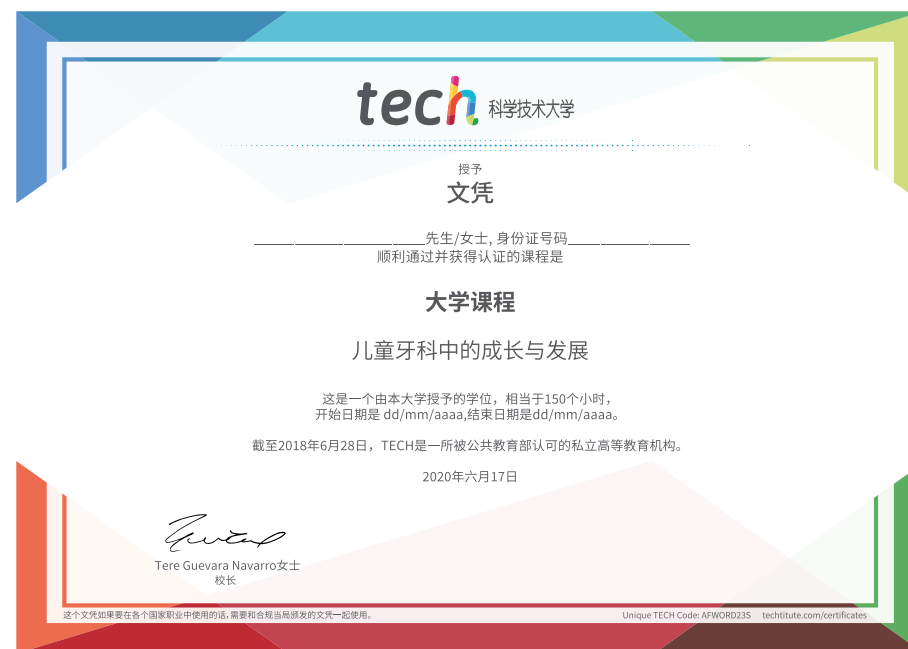 tech 科学技术大学
授予
文凭
________________________先生/女士, 身份证号码_________________
顺利通过并获得认证的课程是
大学课程
儿童牙科中的成长与发展
这是一个由本大学授予的学位，相当于150个小时，
开始日期是 dd/mm/aaaa,结束日期是dd/mm/aaaa。
截至2018年6月28日，TECH是一所被公共教育部认可的私立高等教育机构。
2020年六月17日
Tere Guevara Navarro女士
校长
这个文凭如果要在各个国家职业中使用的话,需要和合规当局颁发的文凭一起使用。
Unique TECH Code: AFWORD23S techtitute.com/certificates